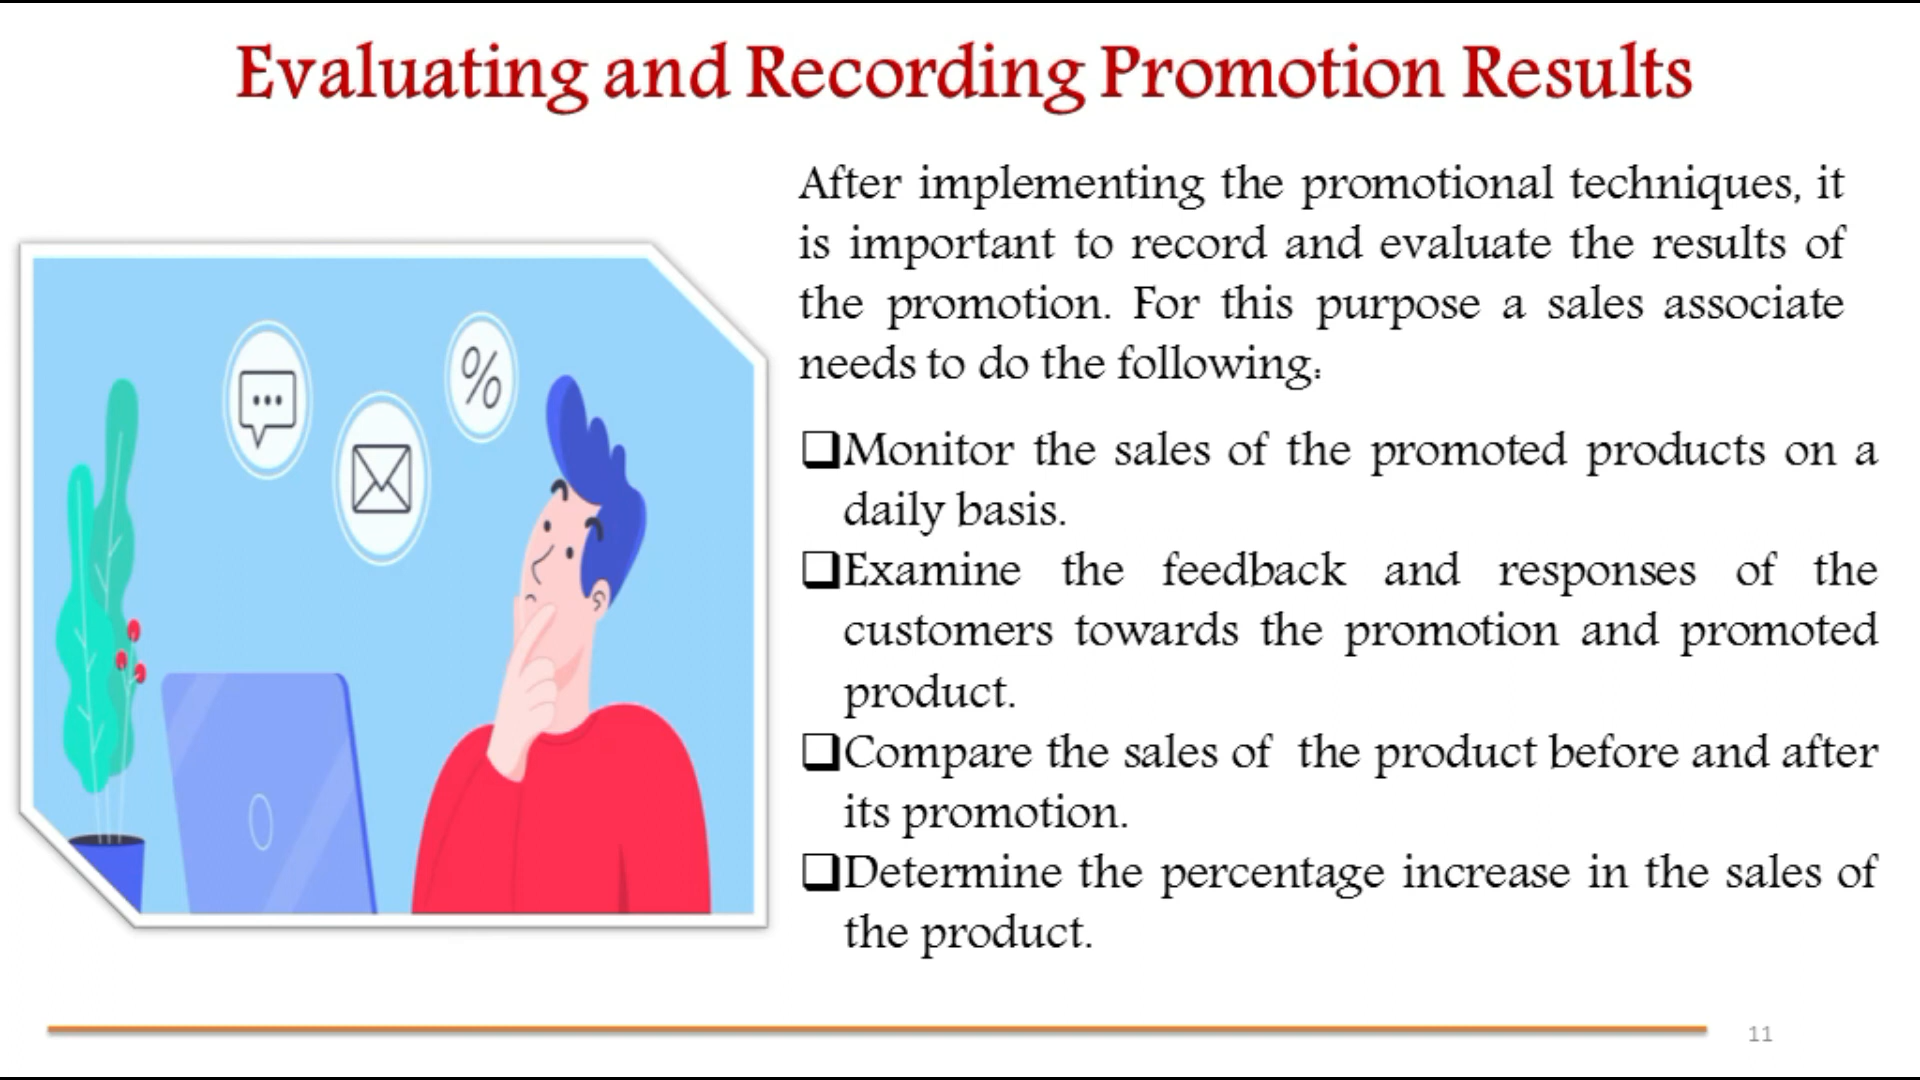 Evaluating and Recording Promotion Results
After implementing the promotional techniques, it
is important to record and evaluate the results of
the promotion. For this purpose a sales associate
needs to do the following:
❑Monitor the sales of the promoted products on a
daily basis.
❑Examine the feedback and responses of the
customers towards the promotion and promoted
product.
❑Compare the sales of the product before and after
its promotion.
❑Determine the percentage increase in the sales of
the product.
%
11